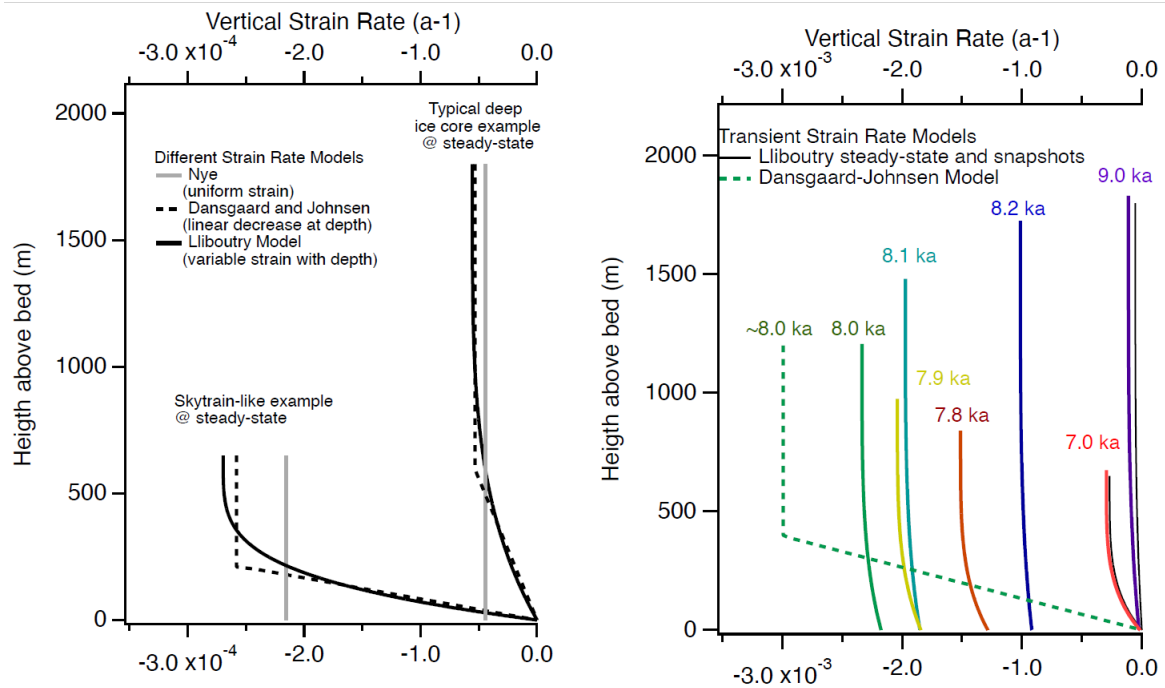 Vertical Strain Rate (a-1)
-3.0 x10-4 -2.0 -1.0 0.0
2000
1500
1000
500
0
Heigth above bed (m)
Typical deep
ice core example
@ steady-state
Different Strain Rate Models
Nye
(uniform strain)
Dansgaard and Johnsen
(linear decrease at depth)
Lliboutry Model
(variable strain with depth)
Skytrain-like example
@ steady-state
-3.0 x10-4 -2.0 -1.0 0.0
Vertical Strain Rate (a-1)
-3.0 x10-3 -2.0 -1.0 0.0
2000
1500
1000
500
0
Heigth above bed (m)
Transient Strain Rate Models
Lliboutry steady-state and snapshots
Dansgaard-Johnsen Model
9.0 ka
8.2 ka
8.1 ka
~8.0 ka
8.0 ka
7.9 ka
7.8 ka
7.0 ka
-3.0 x10-3 -2.0 -1.0 0.0